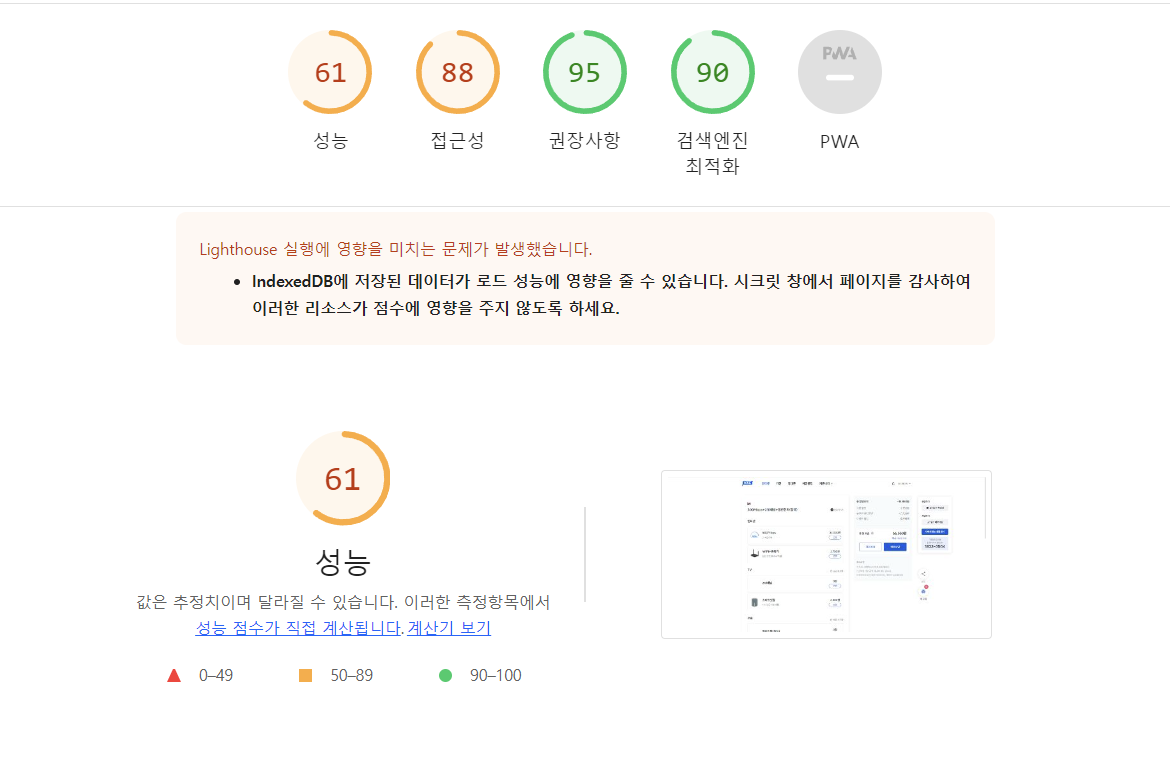 61
88
95
90
PWA
성능
접근성
권장사항
검색엔진
최적화
PWA
Lighthouse 실행에 영향을 미치는 문제가 발생했습니다.
• IndexedDB에 저장된 데이터가 로드 성능에 영향을 줄 수 있습니다. 시크릿 창에서 페이지를 감사하여
이러한 리소스가 점수에 영향을 주지 않도록 하세요.
61
성능
값은 추정치이며 달라질 수 있습니다. 이러한 측정항목에서
성능 점수가 직접 계산됩니다. 계산기 보기
0–49
50–89
90–100